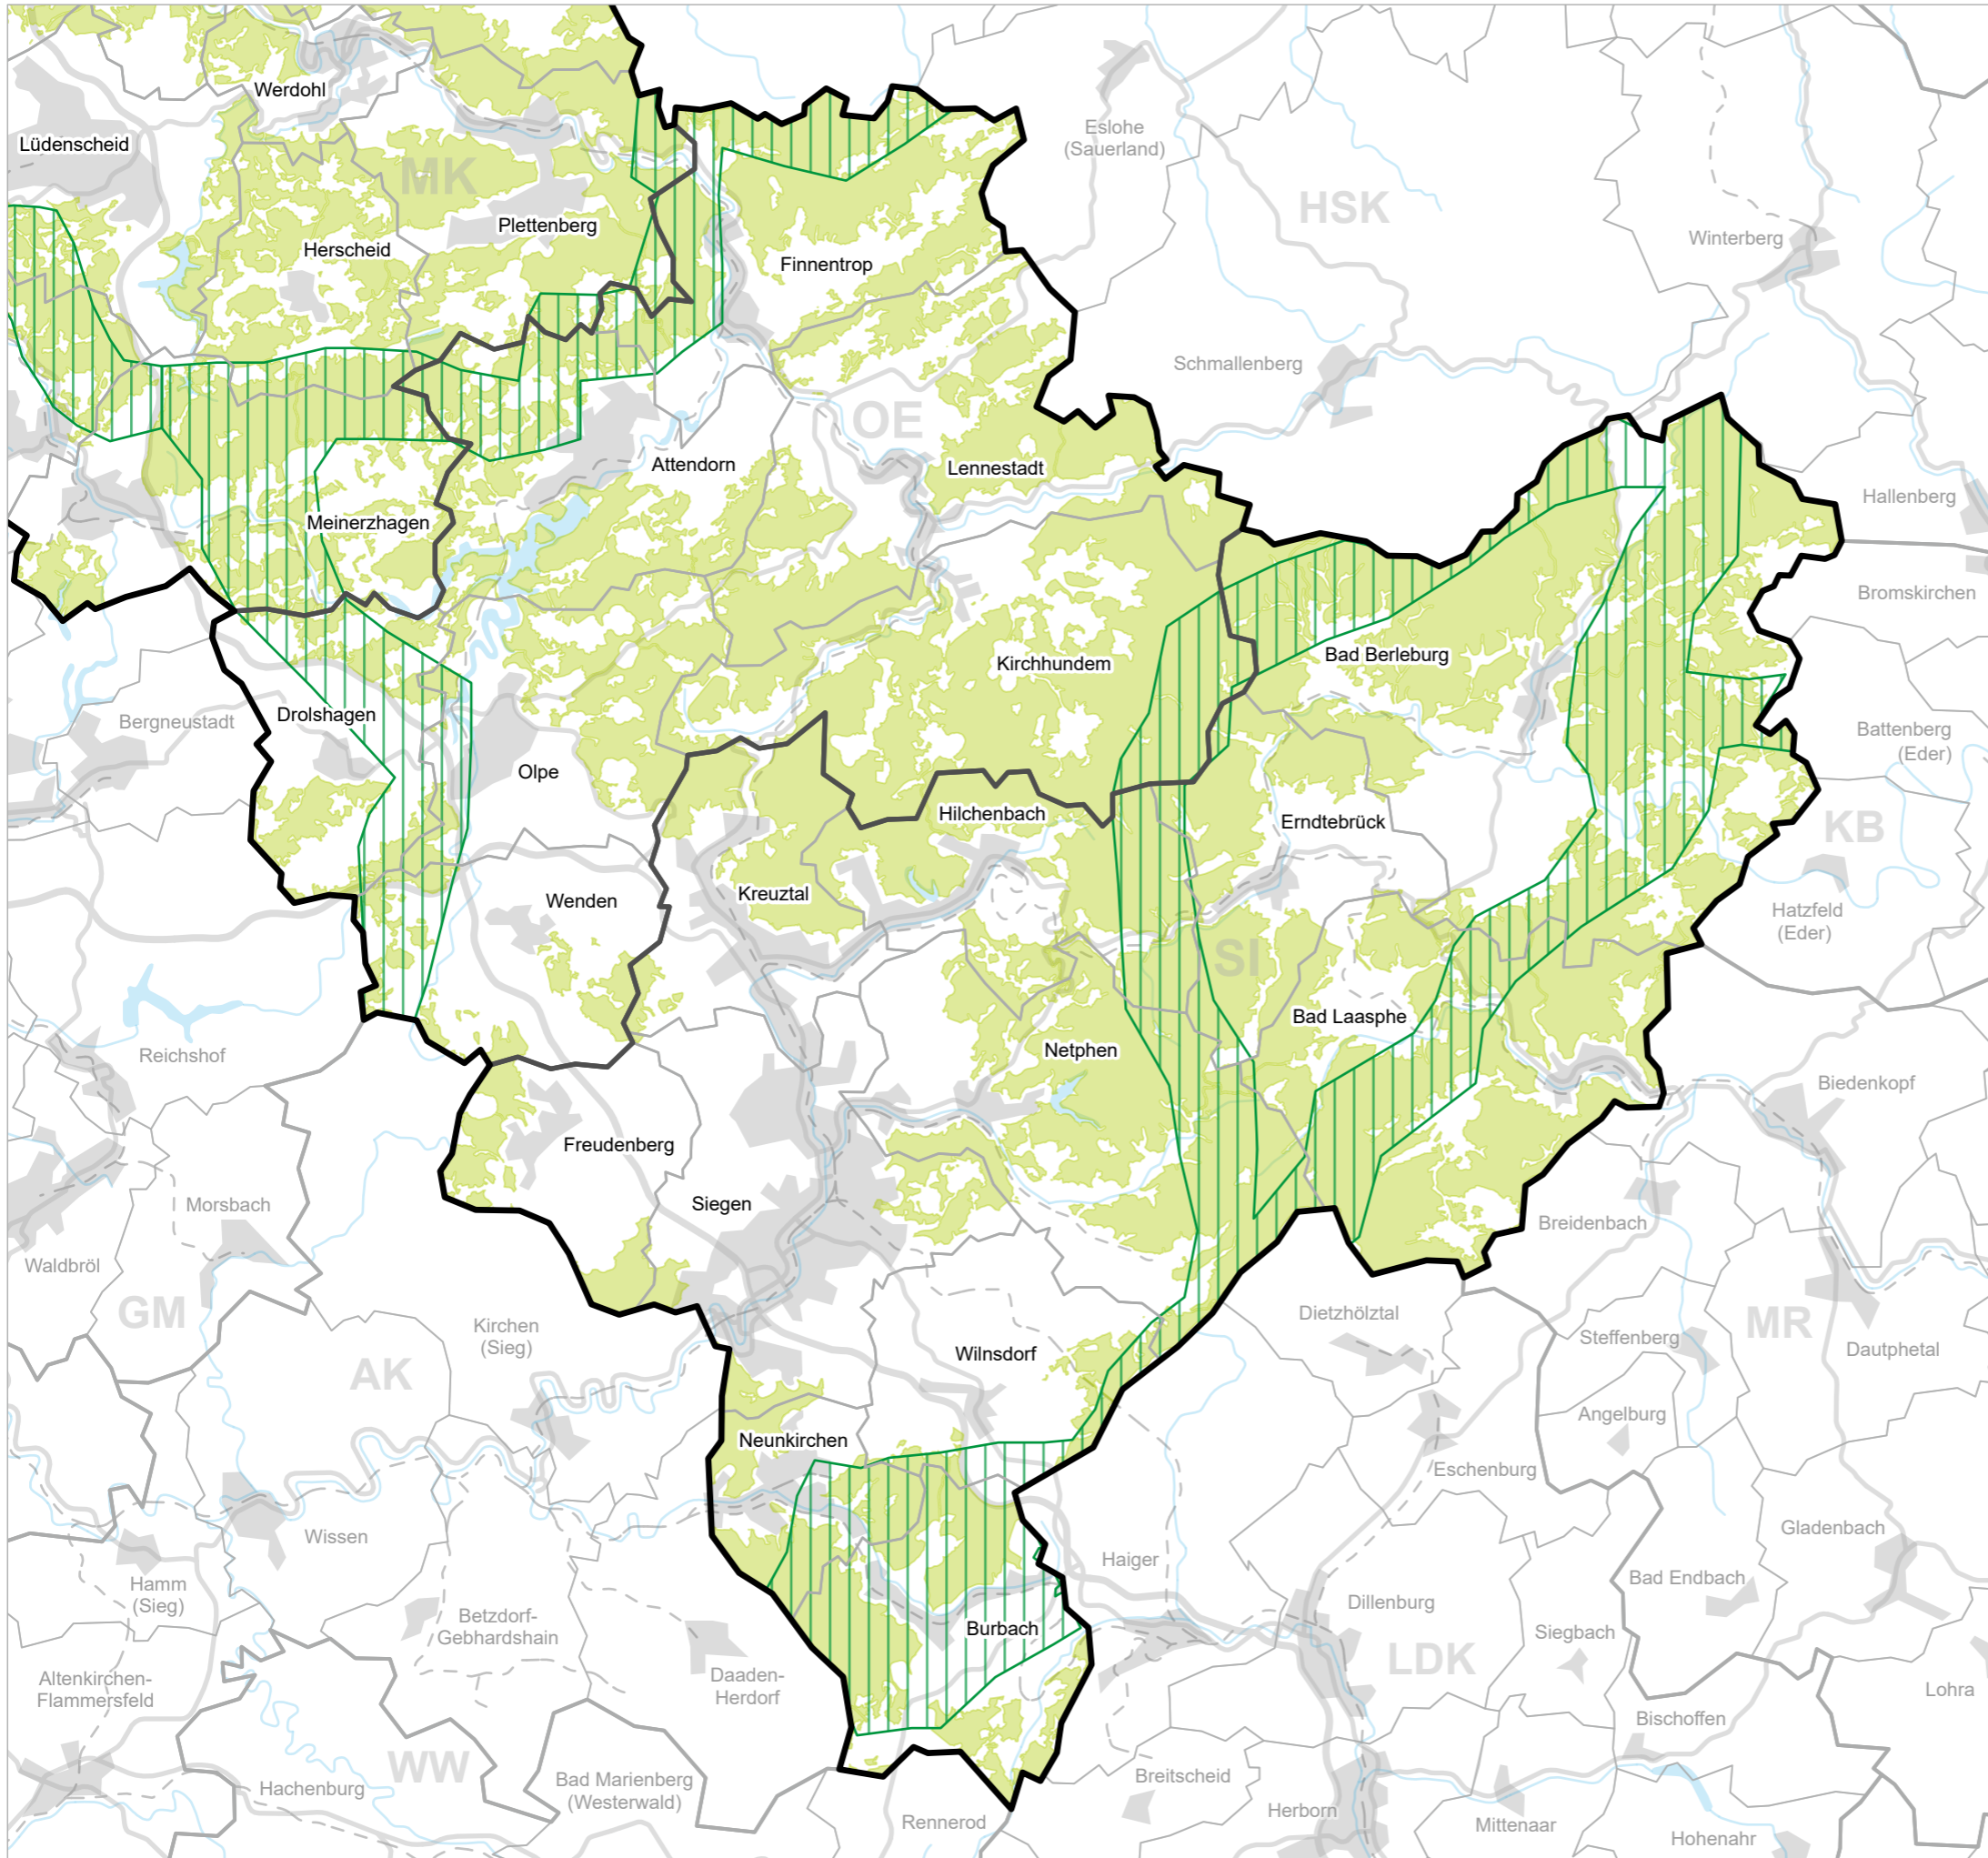 Werdohl
Lüdenscheid
Eslohe
(Sauerland)
MK
HSK
Plettenberg
Herscheid
Winterberg
Finnentrop
Schmallenberg
OE
Attendorn
Lennestadt
Hallenberg
Meinerzhagen
Bromskirchen
Kirchhundem
Bad Berleburg
Drolshagen
Bergneustadt
Battenberg
(Eder)
Olpe
Hilchenbach
Erndtebrück
KB
Wenden
Kreuztal
Hatzfeld
(Eder)
SI
Bad Laasphe
Reichshof
Netphen
Biedenkopf
Freudenberg
Morsbach
Siegen
Breidenbach
Waldbröl
GM
Dietzhölztal
MR
Kirchen
(Sieg)
Steffenberg
Dautphetal
Wilnsdorf
AK
Angelburg
Neunkirchen
Eschenburg
Wissen
Gladenbach
Haiger
Hamm
(Sieg)
Bad Endbach
Dillenburg
Betzdorf-
Gebhardshain
Burbach
Siegbach
LDK
Altenkirchen-
Flammersfeld
Daaden-
Herdorf
Lohra
Bischoffen
WW
Hachenburg
Bad Marienberg
(Westerwald)
Breitscheid
Herborn
Rennerod
Mittenaar
Hohenahr